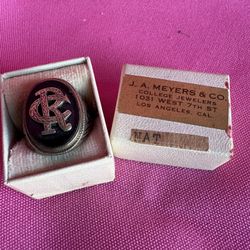 J. A. MEYERS & CO.
COLLEGE JEWELERS
1031 WEST 7TH ST
LOS ANGELES, CAL.
NAT